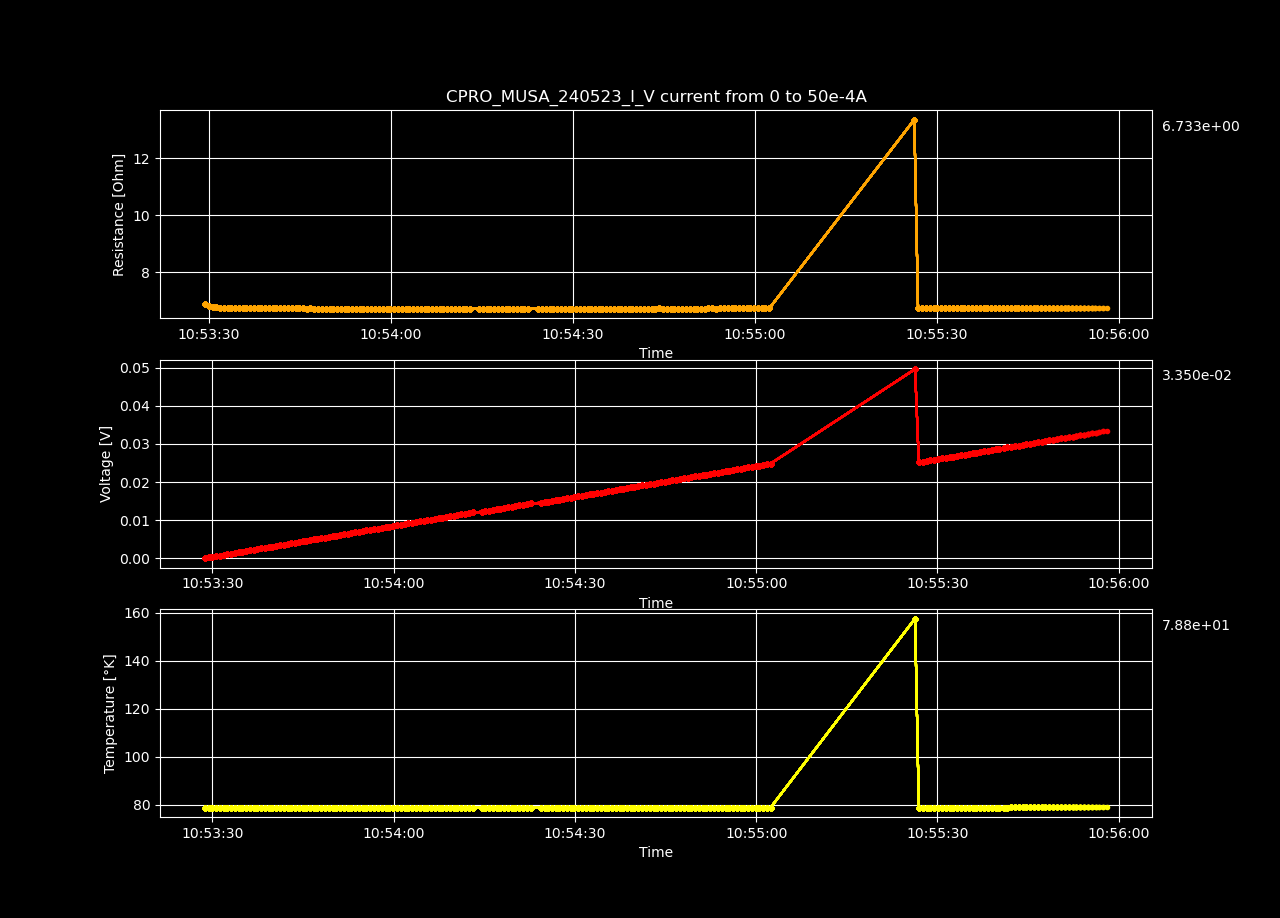 CPRO_MUSA_240523_I_V current from 0 to 50e-4A
6.733e+00
Resistance [Ohm]
12
10
8
10:53:30 10:54:00 10:54:30 10:55:00 10:55:30 10:56:00
Time
3.350e-02
Voltage [V]
0.05
0.04
0.03
0.02
0.01
0.00
10:53:30 10:54:00 10:54:30 10:55:00 10:55:30 10:56:00
Time
7.88e+01
Temperature [°K]
160
140
120
100
80
10:53:30 10:54:00 10:54:30 10:55:00 10:55:30 10:56:00
Time